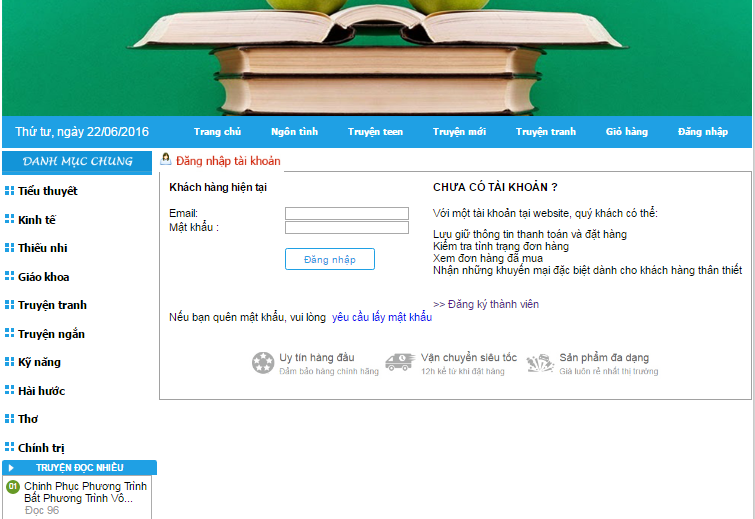 Thứ tư, ngày 22/06/2016
Trang chủ
Ngôn tình
Truyện teen
Truyện mới
Truyện tranh
Giỏ hàng
Đăng nhập
DANH MỤC CHUNG
Tiểu thuyết
Kinh tế
Thiếu nhi
Giáo khoa
Truyện tranh
Truyện ngắn
Kỹ năng
Hài hước
Thơ
Chính trị
TRUYỆN ĐỌC NHIỀU
01 Chinh Phục Phương Trình
Bất Phương Trình Vô...
Đọc 96
Đăng nhập tài khoản
Khách hàng hiện tại
Email:
Mật khẩu :
Đăng nhập
Nếu bạn quên mật khẩu, vui lòng yêu cầu lấy mật khẩu
CHƯA CÓ TÀI KHOẢN ?
Với một tài khoản tại website, quý khách có thể:
Lưu giữ thông tin thanh toán và đặt hàng
Kiểm tra tình trạng đơn hàng
Xem đơn hàng đã mua
Nhận những khuyến mại đặc biệt dành cho khách hàng thân thiết
>> Đăng ký thành viên
Uy tín hàng đầu
Đảm bảo hàng chính hãng
Vận chuyển siêu tốc
12h kể từ khi đặt hàng
Sản phẩm đa dạng
Giá luôn rẻ nhất thị trường